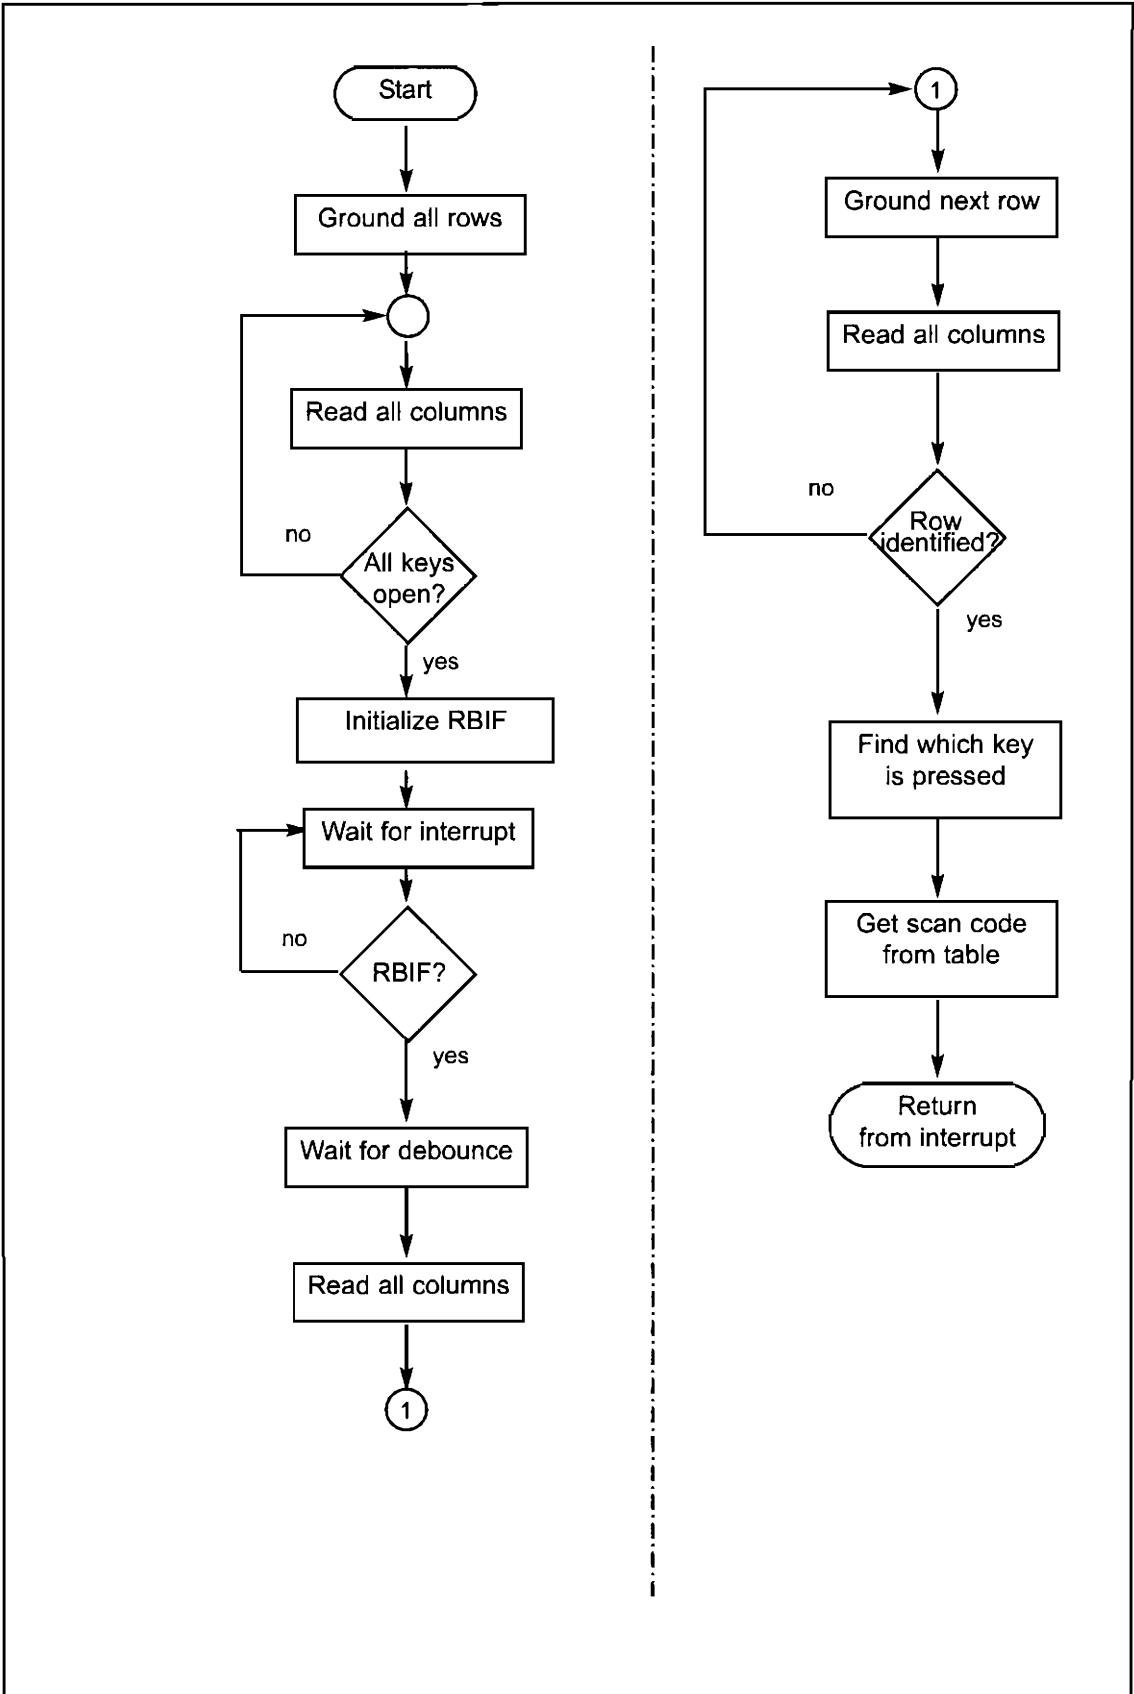 Start
Ground all rows
Read all columns
no
All keys
open?
yes
Initialize RBIF
Wait for interrupt
no
RBIF?
yes
Wait for debounce
Read all columns
1
1
Ground next row
Read all columns
no
Row
identified?
yes
Find which key
is pressed
Get scan code
from table
Return
from interrupt